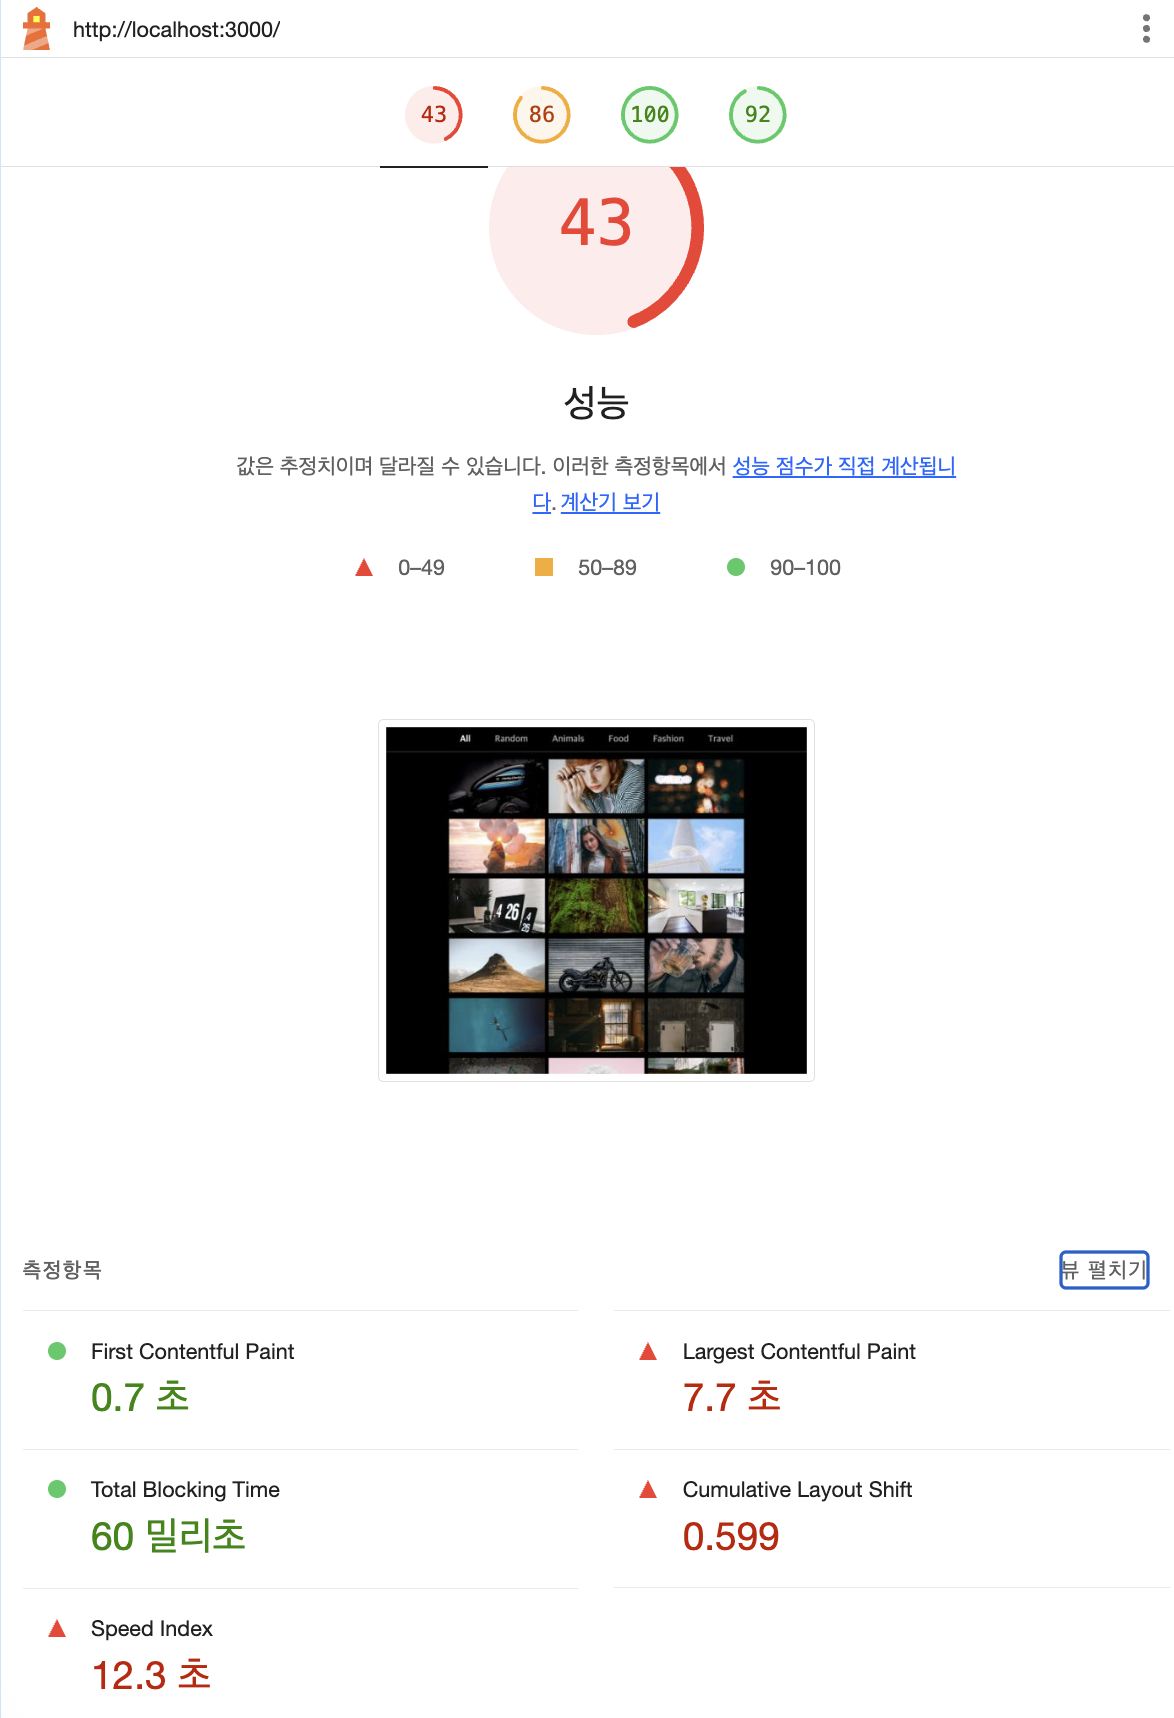 http://localhost:3000/
43
86
100
92
43
성능
값은 추정치이며 달라질 수 있습니다. 이러한 측정항목에서 성능 점수가 직접 계산됩니
다. 계산기 보기
0–49
50–89
90–100
All Random Animals Food Fashion Travel
4 26
측정항목
뷰 펼치기
First Contentful Paint
0.7 초
Largest Contentful Paint
7.7 초
Total Blocking Time
60 밀리초
Cumulative Layout Shift
0.599
Speed Index
12.3 초